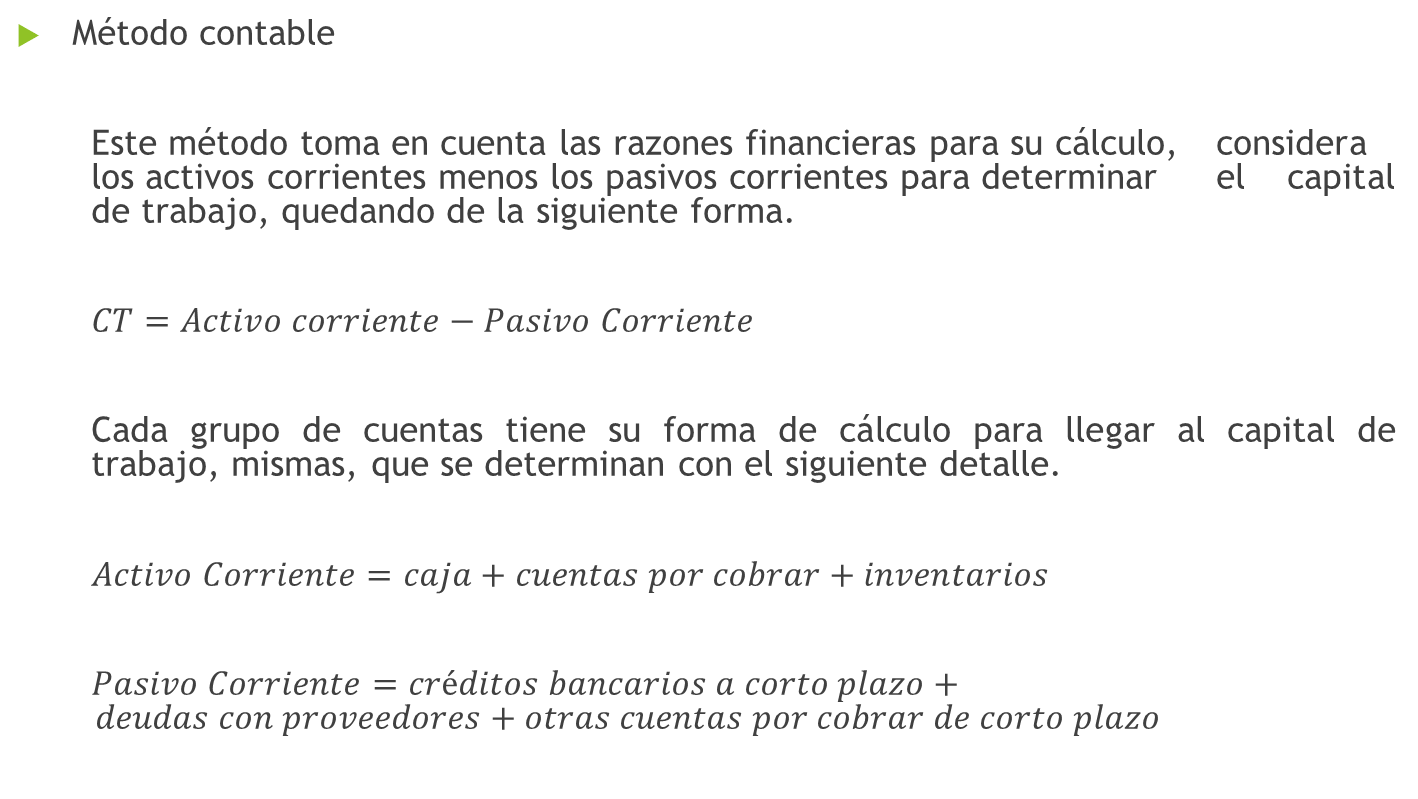 Método contable
Este método toma en cuenta las razones financieras para su cálculo, considera
los activos corrientes menos los pasivos corrientes para determinar el capital
de trabajo, quedando de la siguiente forma.
CT = Activo corriente − Pasivo Corriente
Cada grupo de cuentas tiene su forma de cálculo para llegar al capital de
trabajo, mismas, que se determinan con el siguiente detalle.
Activo Corriente = caja + cuentas por cobrar + inventarios
Pasivo Corriente = créditos bancarios a corto plazo +
deudas con proveedores + otras cuentas por cobrar de corto plazo